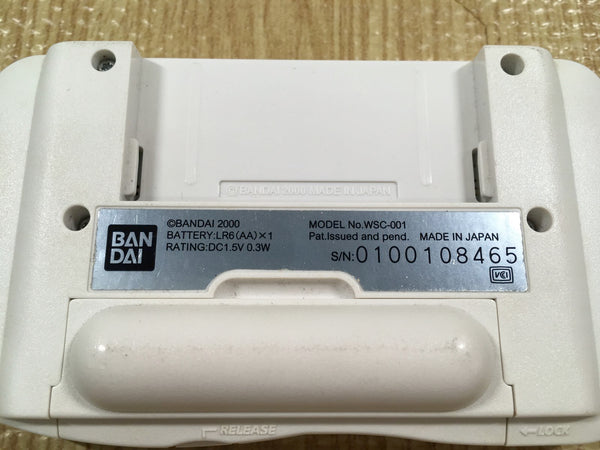 ©BANDAI 2000 MADE IN JAPAN
BAN
DAI
©BANDAI 2000
BATTERY:LR6(AA)×1
RATING:DC1.5V 0.3W
MODEL No.WSC-001
Pat.Issued and pend. MADE IN JAPAN
S/N:0100108465
VCI
RELEASE
LOCK